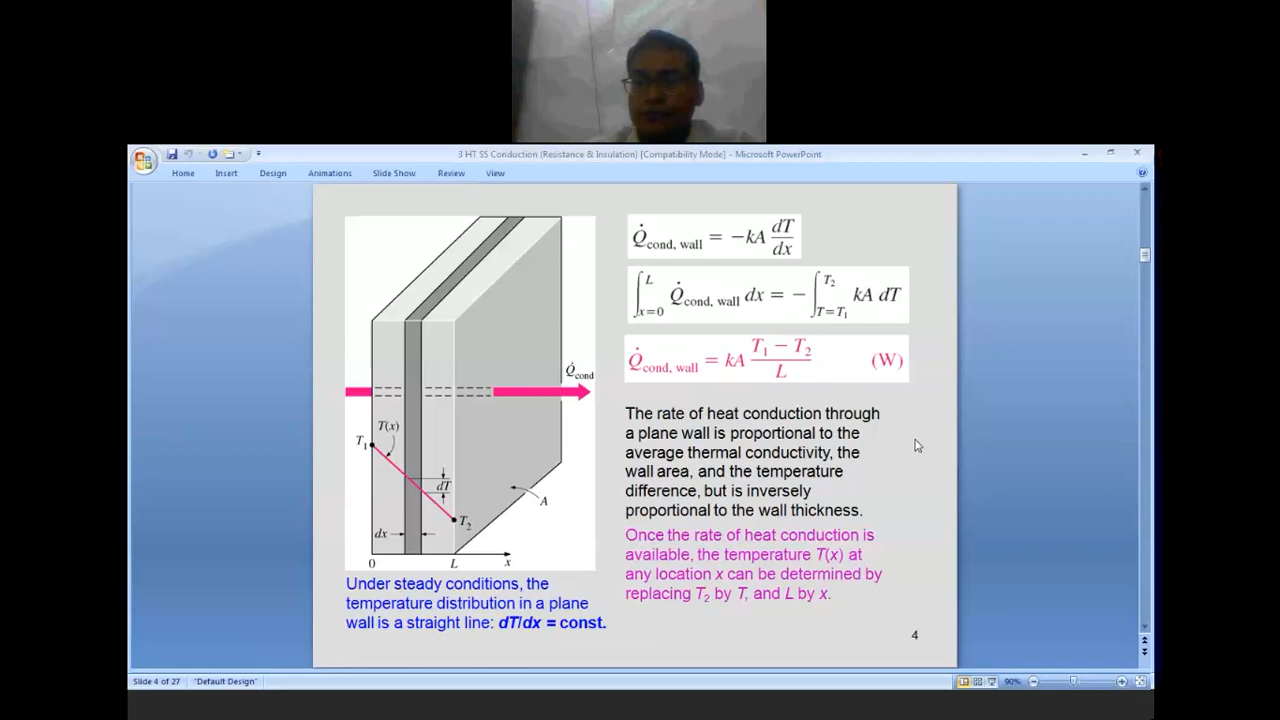 3 HT SS Conduction (Resistance & Insulation) [Compatibility Mode] - Microsoft PowerPoint
Home Insert Design Animations Slide Show Review View
Q̇cond, wall = −kA dT/dx
∫ₓ₌₀ᴸ Q̇cond, wall dx = − ∫T=T₁^T₂ kA dT
Q̇cond, wall = kA (T₁ − T₂)/L (W)
Q̇cond
T(x)
T₁
dT
A
T₂
dx
0 L x
Under steady conditions, the
temperature distribution in a plane
wall is a straight line: dT/dx = const.
The rate of heat conduction through
a plane wall is proportional to the
average thermal conductivity, the
wall area, and the temperature
difference, but is inversely
proportional to the wall thickness.
Once the rate of heat conduction is
available, the temperature T(x) at
any location x can be determined by
replacing T₂ by T, and L by x.
4
Slide 4 of 27 "Default Design" 90%